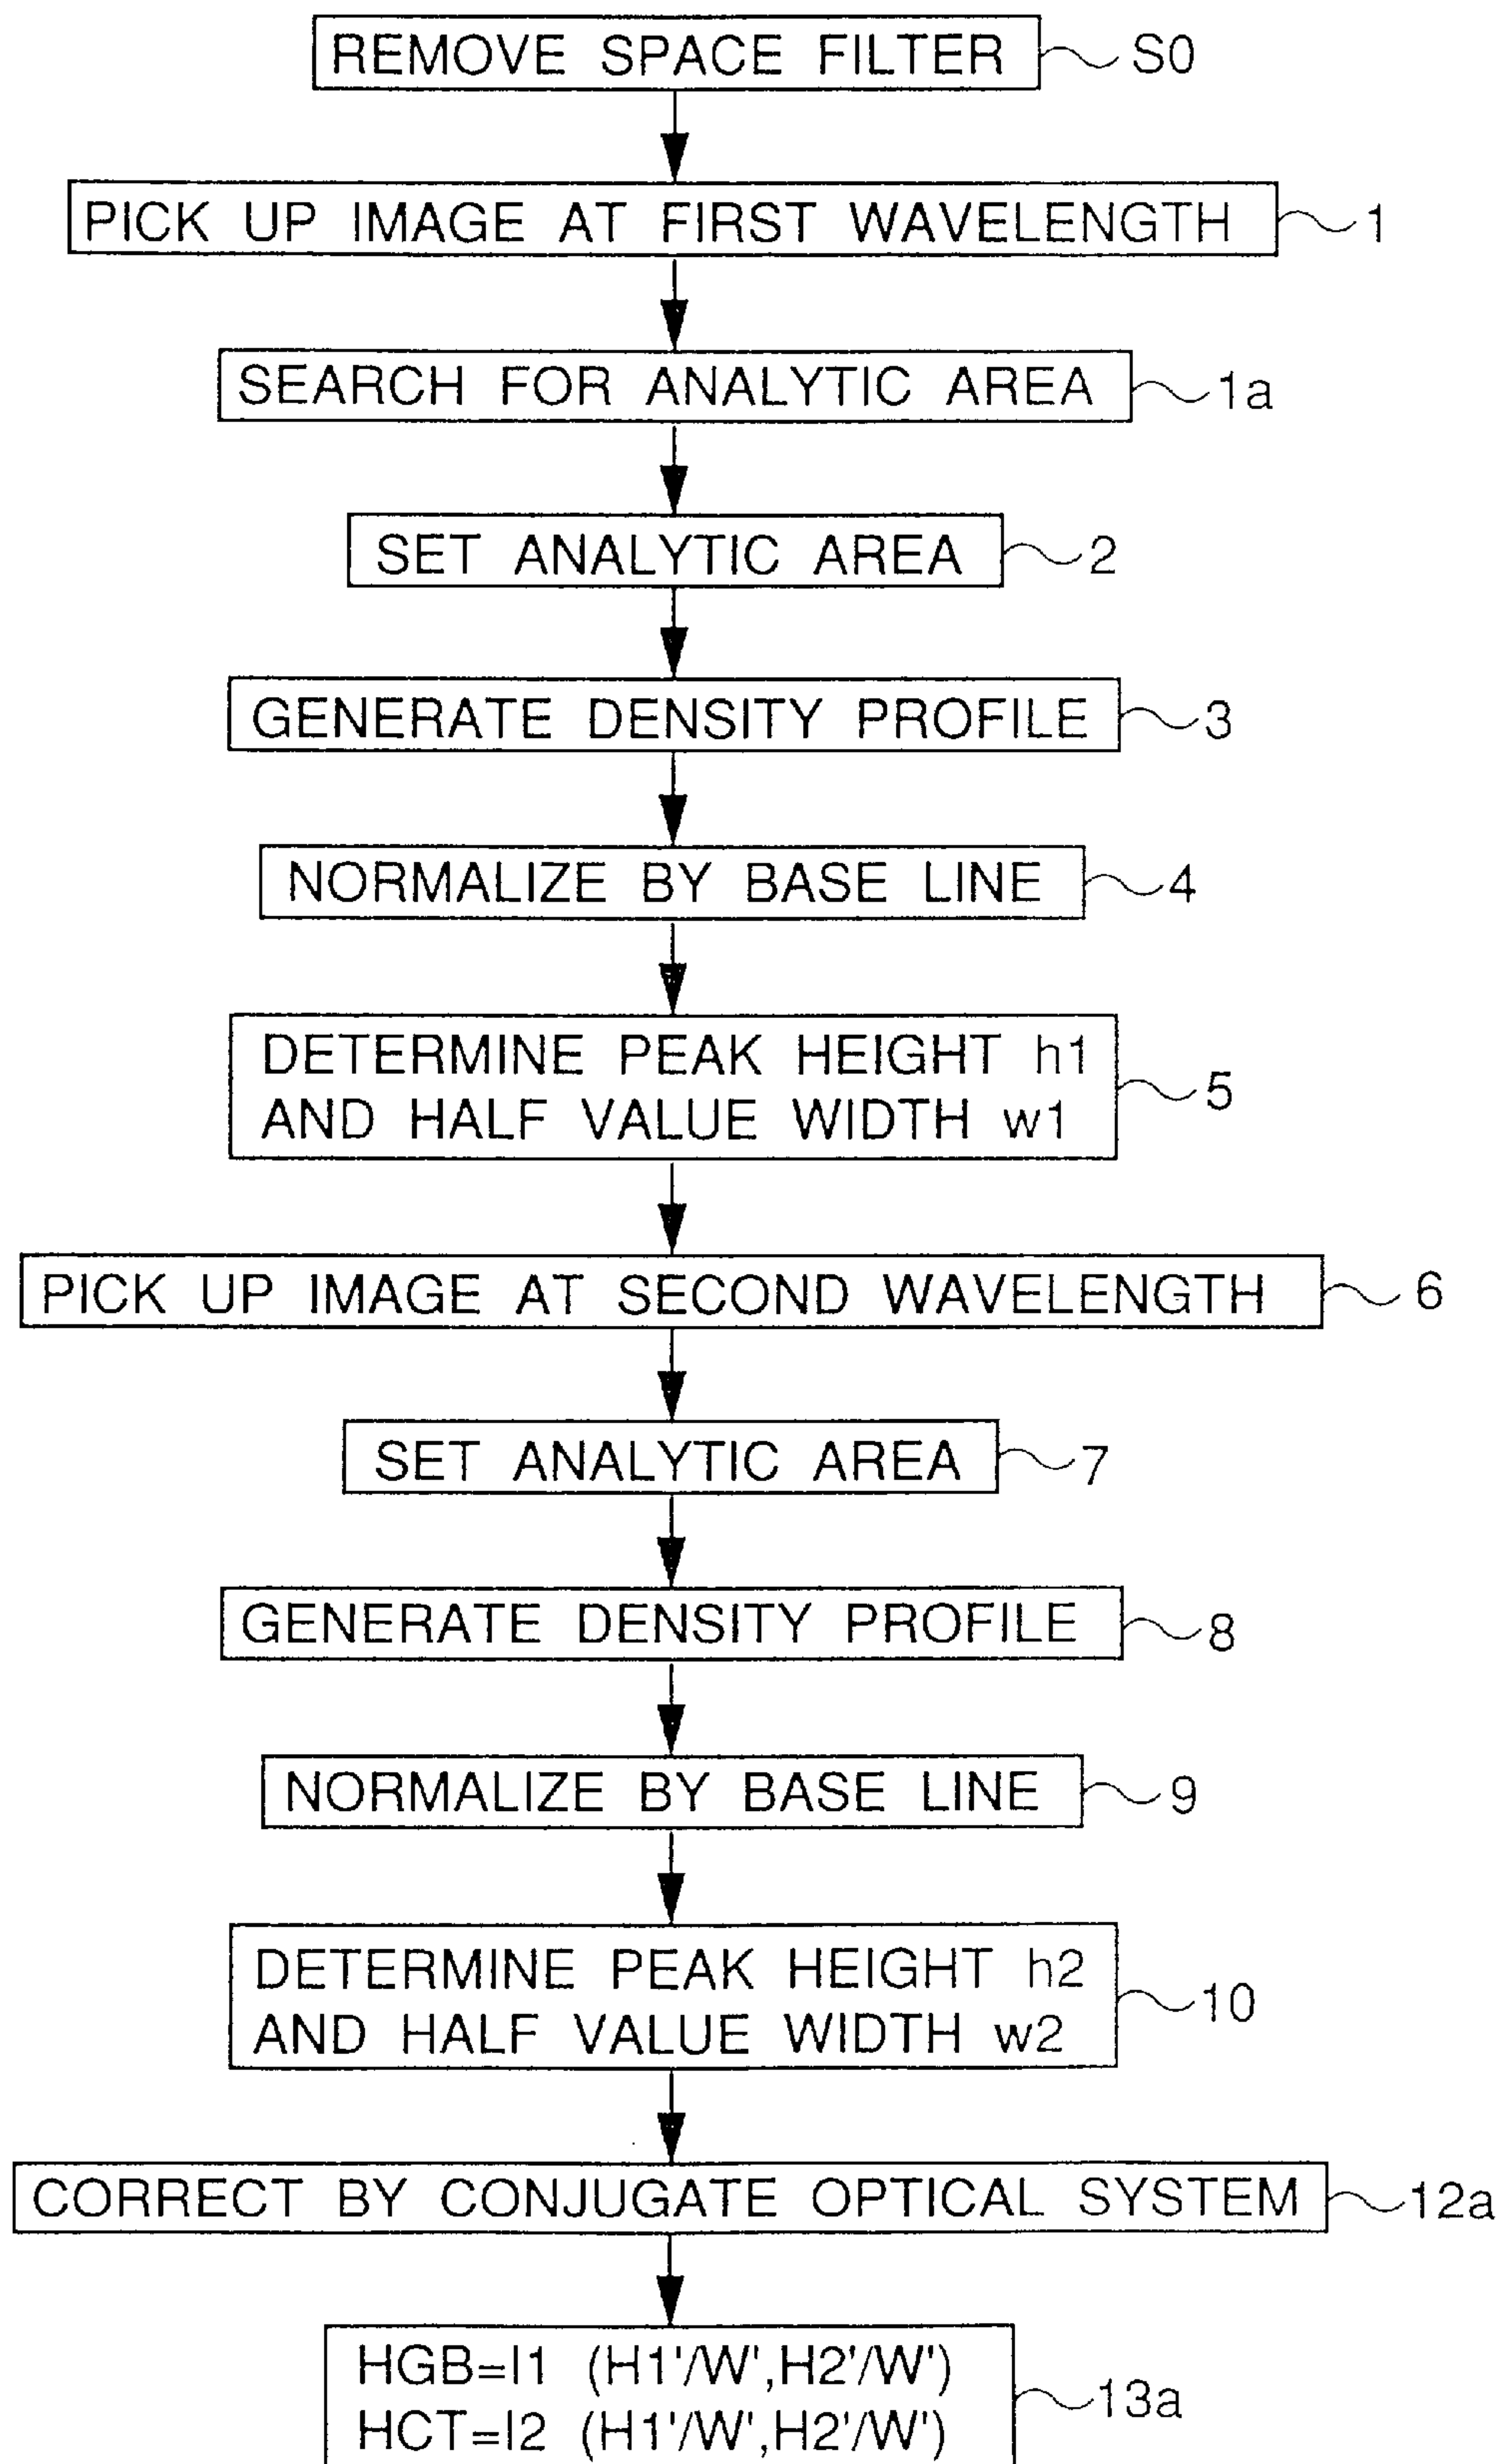 REMOVE SPACE FILTER S0
PICK UP IMAGE AT FIRST WAVELENGTH 1
SEARCH FOR ANALYTIC AREA 1a
SET ANALYTIC AREA 2
GENERATE DENSITY PROFILE 3
NORMALIZE BY BASE LINE 4
DETERMINE PEAK HEIGHT h1
AND HALF VALUE WIDTH w1
5
PICK UP IMAGE AT SECOND WAVELENGTH 6
SET ANALYTIC AREA 7
GENERATE DENSITY PROFILE 8
NORMALIZE BY BASE LINE 9
DETERMINE PEAK HEIGHT h2
AND HALF VALUE WIDTH w2
10
CORRECT BY CONJUGATE OPTICAL SYSTEM 12a
HGB=I1 (H1'/W',H2'/W')
HCT=I2 (H1'/W',H2'/W')
13a